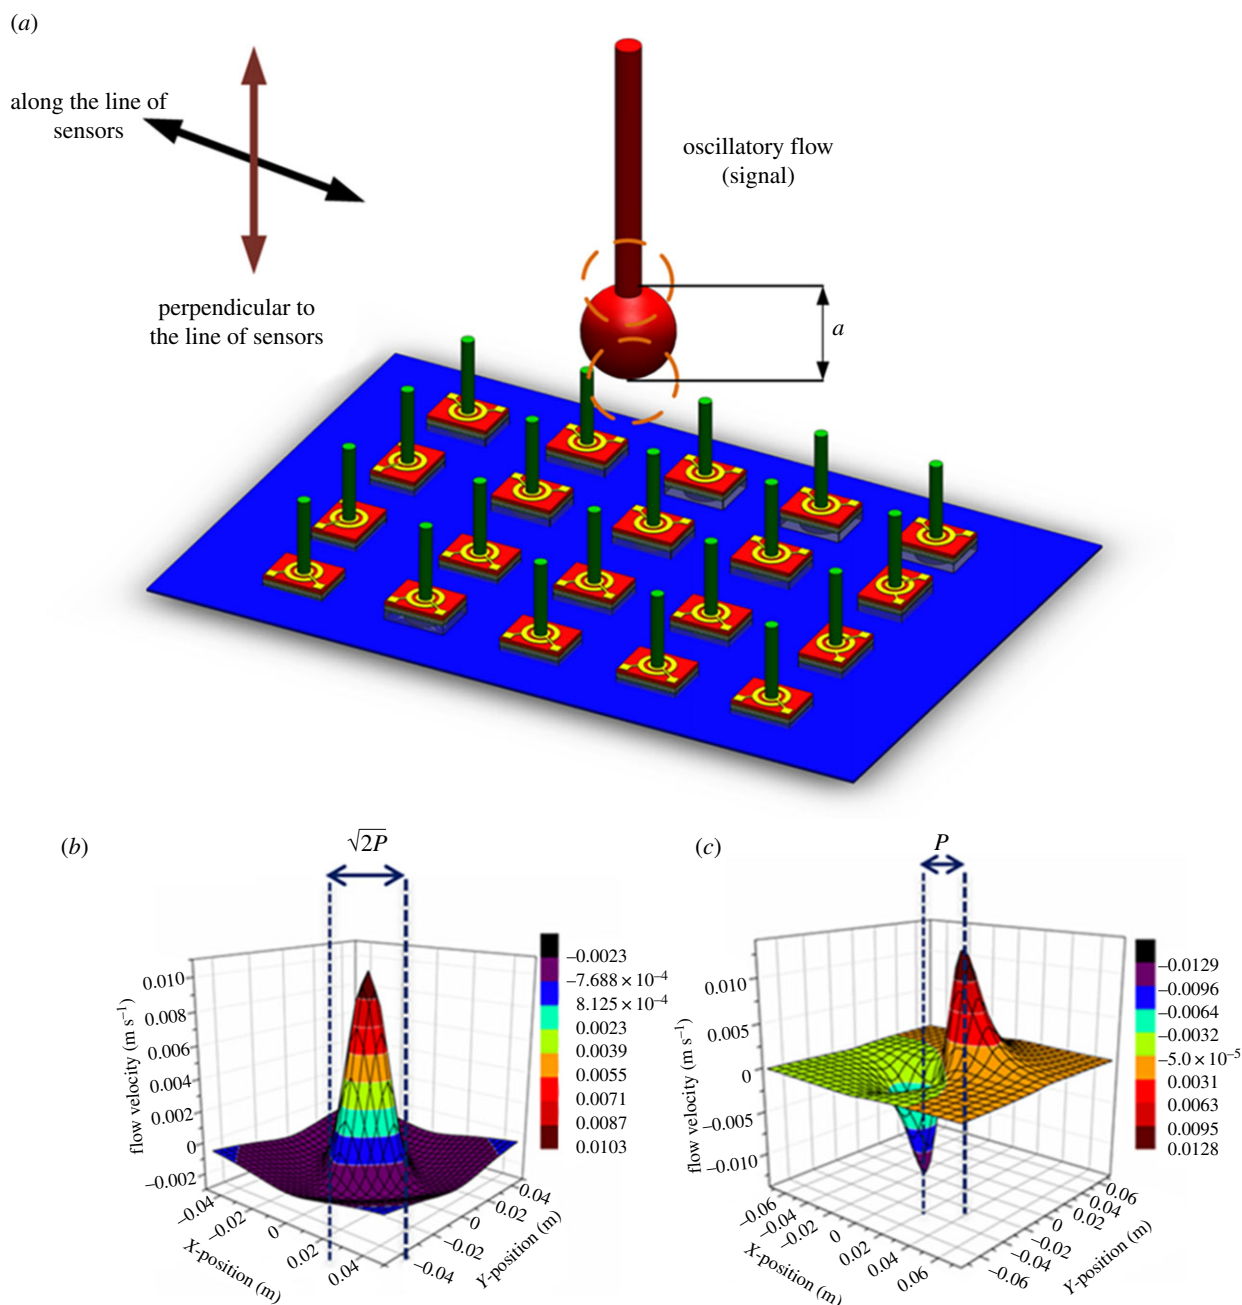 (a)
along the line of
sensors
oscillatory flow
(signal)
perpendicular to
the line of sensors
a
(b)
√2P
flow velocity (m s⁻¹)
0.010
0.008
0.006
0.004
0.002
0
–0.002
–0.04
–0.02
0
0.02
0.04
X-position (m)
0.04
0.02
0
–0.02
–0.04
Y-position (m)
–0.0023
–7.688 × 10⁻⁴
8.125 × 10⁻⁴
0.0023
0.0039
0.0055
0.0071
0.0087
0.0103
(c)
P
flow velocity (m s⁻¹)
0.010
0.005
0
–0.005
–0.010
–0.06
–0.04
–0.02
0
0.02
0.04
0.06
X-position (m)
0.06
0.04
0.02
0
–0.02
–0.04
–0.06
Y-position (m)
–0.0129
–0.0096
–0.0064
–0.0032
–5.0 × 10⁻⁵
0.0031
0.0063
0.0095
0.0128